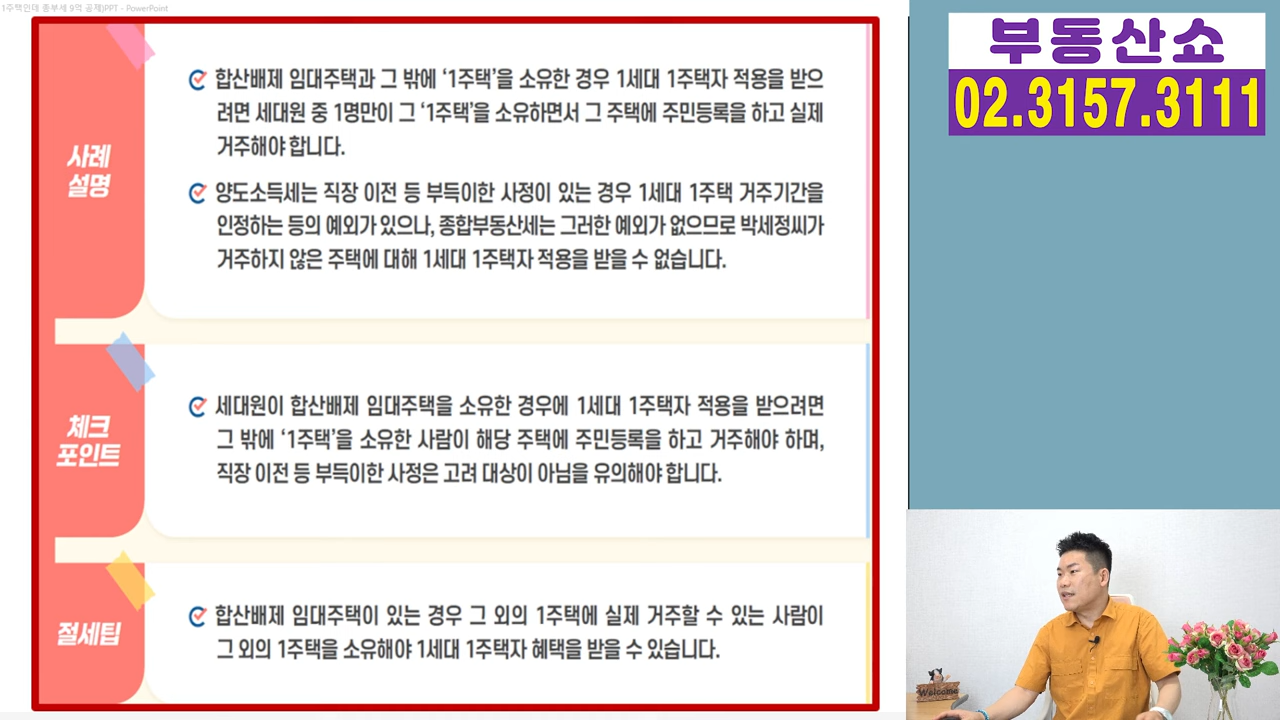 1주택인데 종부세 9억 공제)PPT - PowerPoint
부동산쇼
02.3157.3111
사례
설명
합산배제 임대주택과 그 밖에 ‘1주택’을 소유한 경우 1세대 1주택자 적용을 받으
려면 세대원 중 1명만이 그 ‘1주택’을 소유하면서 그 주택에 주민등록을 하고 실제
거주해야 합니다.
양도소득세는 직장 이전 등 부득이한 사정이 있는 경우 1세대 1주택 거주기간을
인정하는 등의 예외가 있으나, 종합부동산세는 그러한 예외가 없으므로 박세정씨가
거주하지 않은 주택에 대해 1세대 1주택자 적용을 받을 수 없습니다.
체크
포인트
세대원이 합산배제 임대주택을 소유한 경우에 1세대 1주택자 적용을 받으려면
그 밖에 ‘1주택’을 소유한 사람이 해당 주택에 주민등록을 하고 거주해야 하며,
직장 이전 등 부득이한 사정은 고려 대상이 아님을 유의해야 합니다.
절세팁
합산배제 임대주택이 있는 경우 그 외의 1주택에 실제 거주할 수 있는 사람이
그 외의 1주택을 소유해야 1세대 1주택자 혜택을 받을 수 있습니다.
Welcome